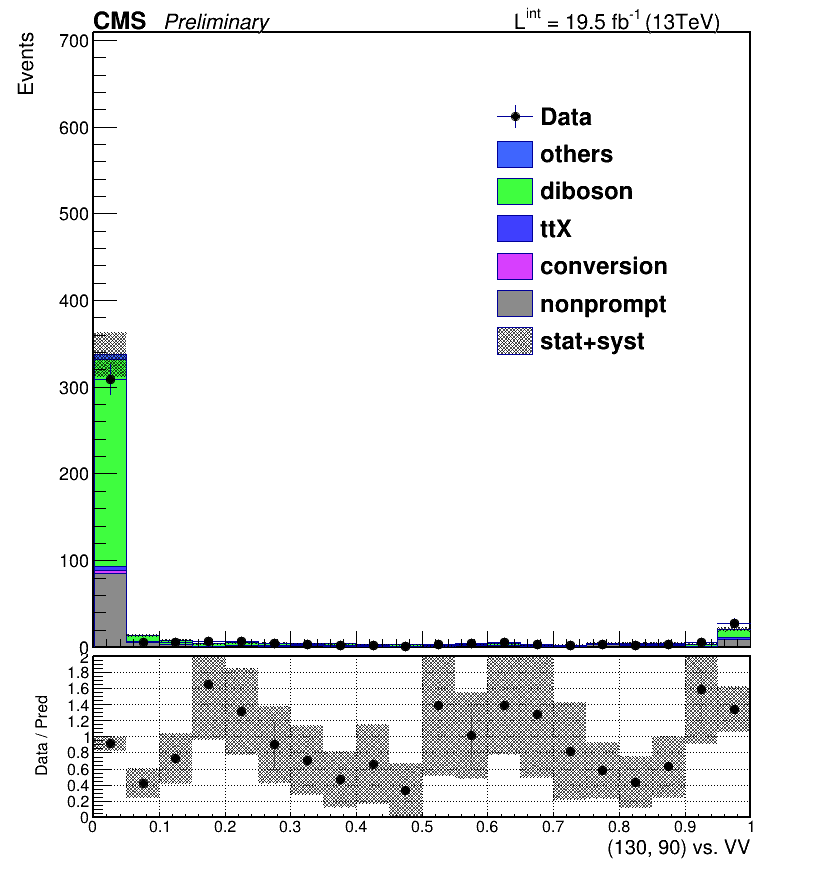 CMS Preliminary L^int = 19.5 fb^-1 (13TeV)
Events
700
600
500
400
300
200
100
0
Data
others
diboson
ttX
conversion
nonprompt
stat+syst
Data / Pred
2
1.8
1.6
1.4
1.2
1
0.8
0.6
0.4
0.2
0
0 0.1 0.2 0.3 0.4 0.5 0.6 0.7 0.8 0.9 1
(130, 90) vs. VV